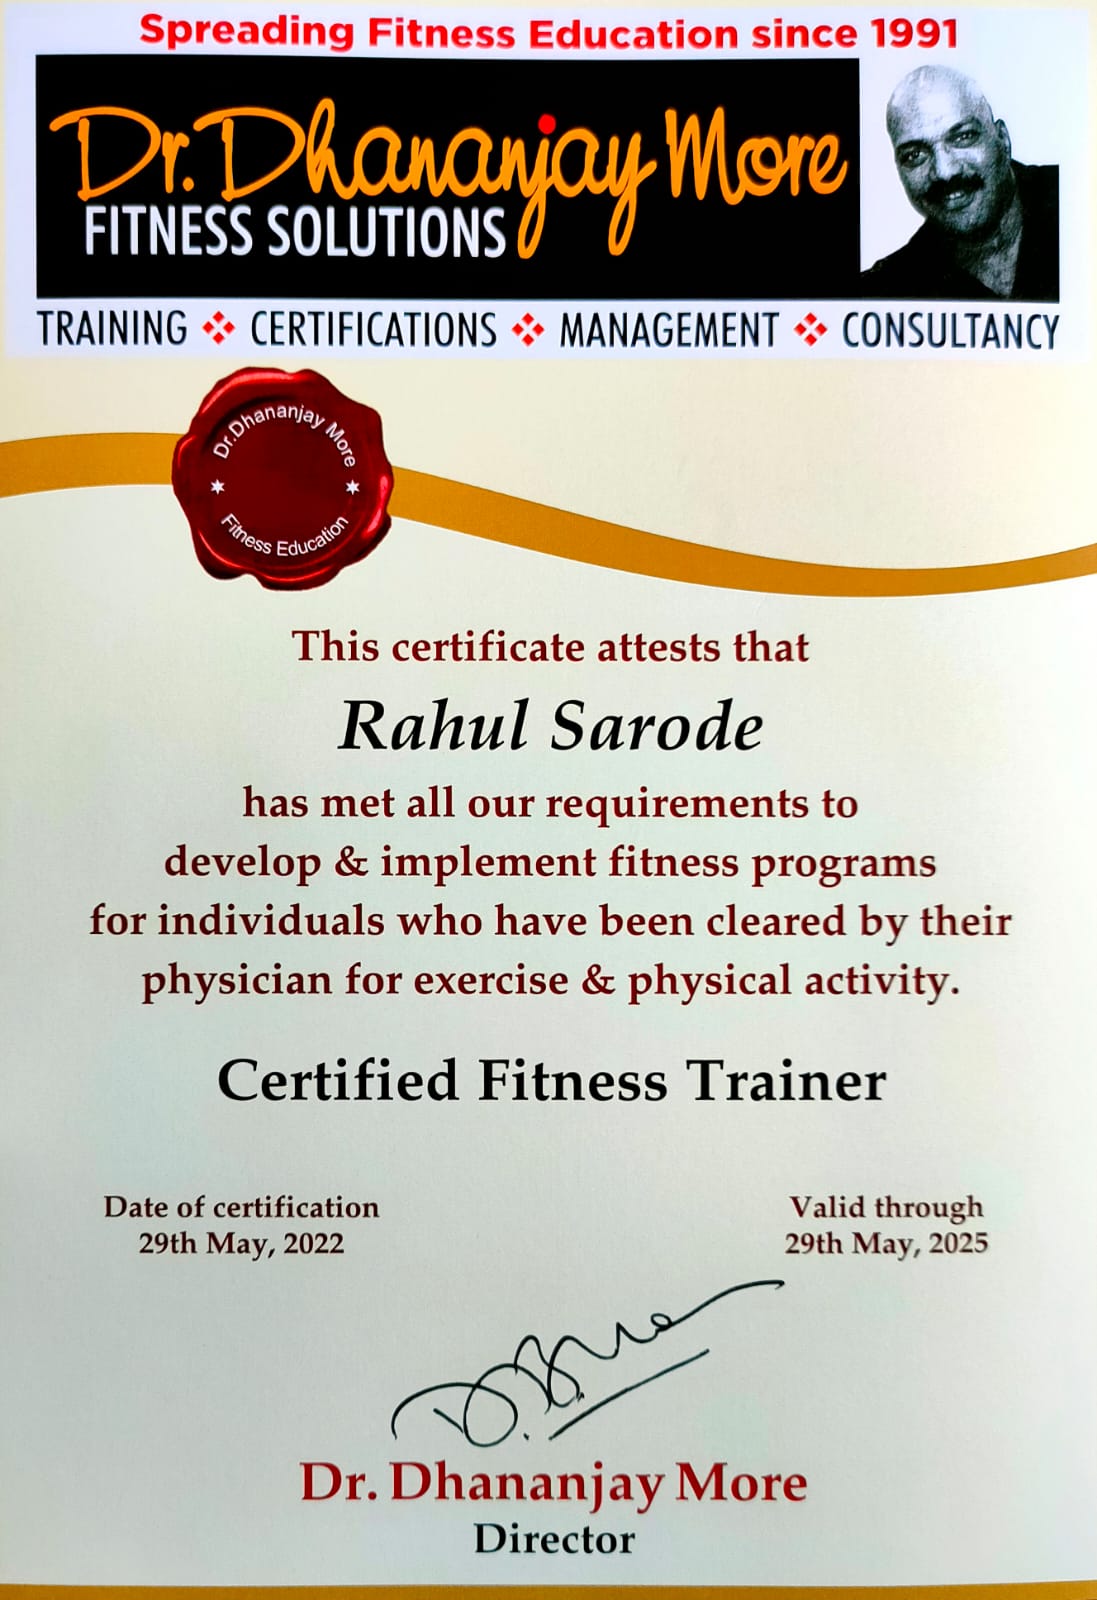 Spreading Fitness Education since 1991
Dr. Dhananjay More
FITNESS SOLUTIONS
TRAINING ❖ CERTIFICATIONS ❖ MANAGEMENT ❖ CONSULTANCY
Dr.Dhananjay More
Fitness Education
This certificate attests that
Rahul Sarode
has met all our requirements to
develop & implement fitness programs
for individuals who have been cleared by their
physician for exercise & physical activity.
Certified Fitness Trainer
Date of certification
29th May, 2022
Valid through
29th May, 2025
Dr. Dhananjay More
Director